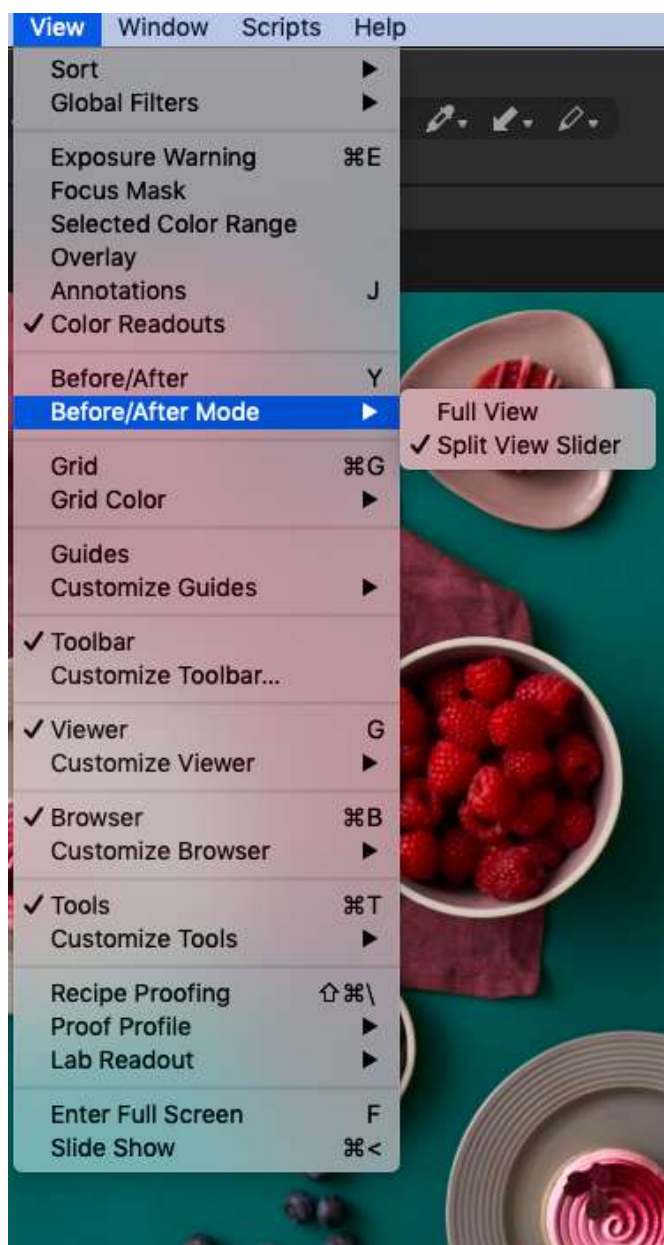 View Window Scripts Help
Sort
Global Filters
Exposure Warning ⌘E
Focus Mask
Selected Color Range
Overlay
Annotations J
✓ Color Readouts
Before/After Y
Before/After Mode
Full View
✓ Split View Slider
Grid ⌘G
Grid Color
Guides
Customize Guides
✓ Toolbar
Customize Toolbar...
✓ Viewer G
Customize Viewer
✓ Browser ⌘B
Customize Browser
✓ Tools ⌘T
Customize Tools
Recipe Proofing ⇧⌘\
Proof Profile
Lab Readout
Enter Full Screen F
Slide Show ⌘<